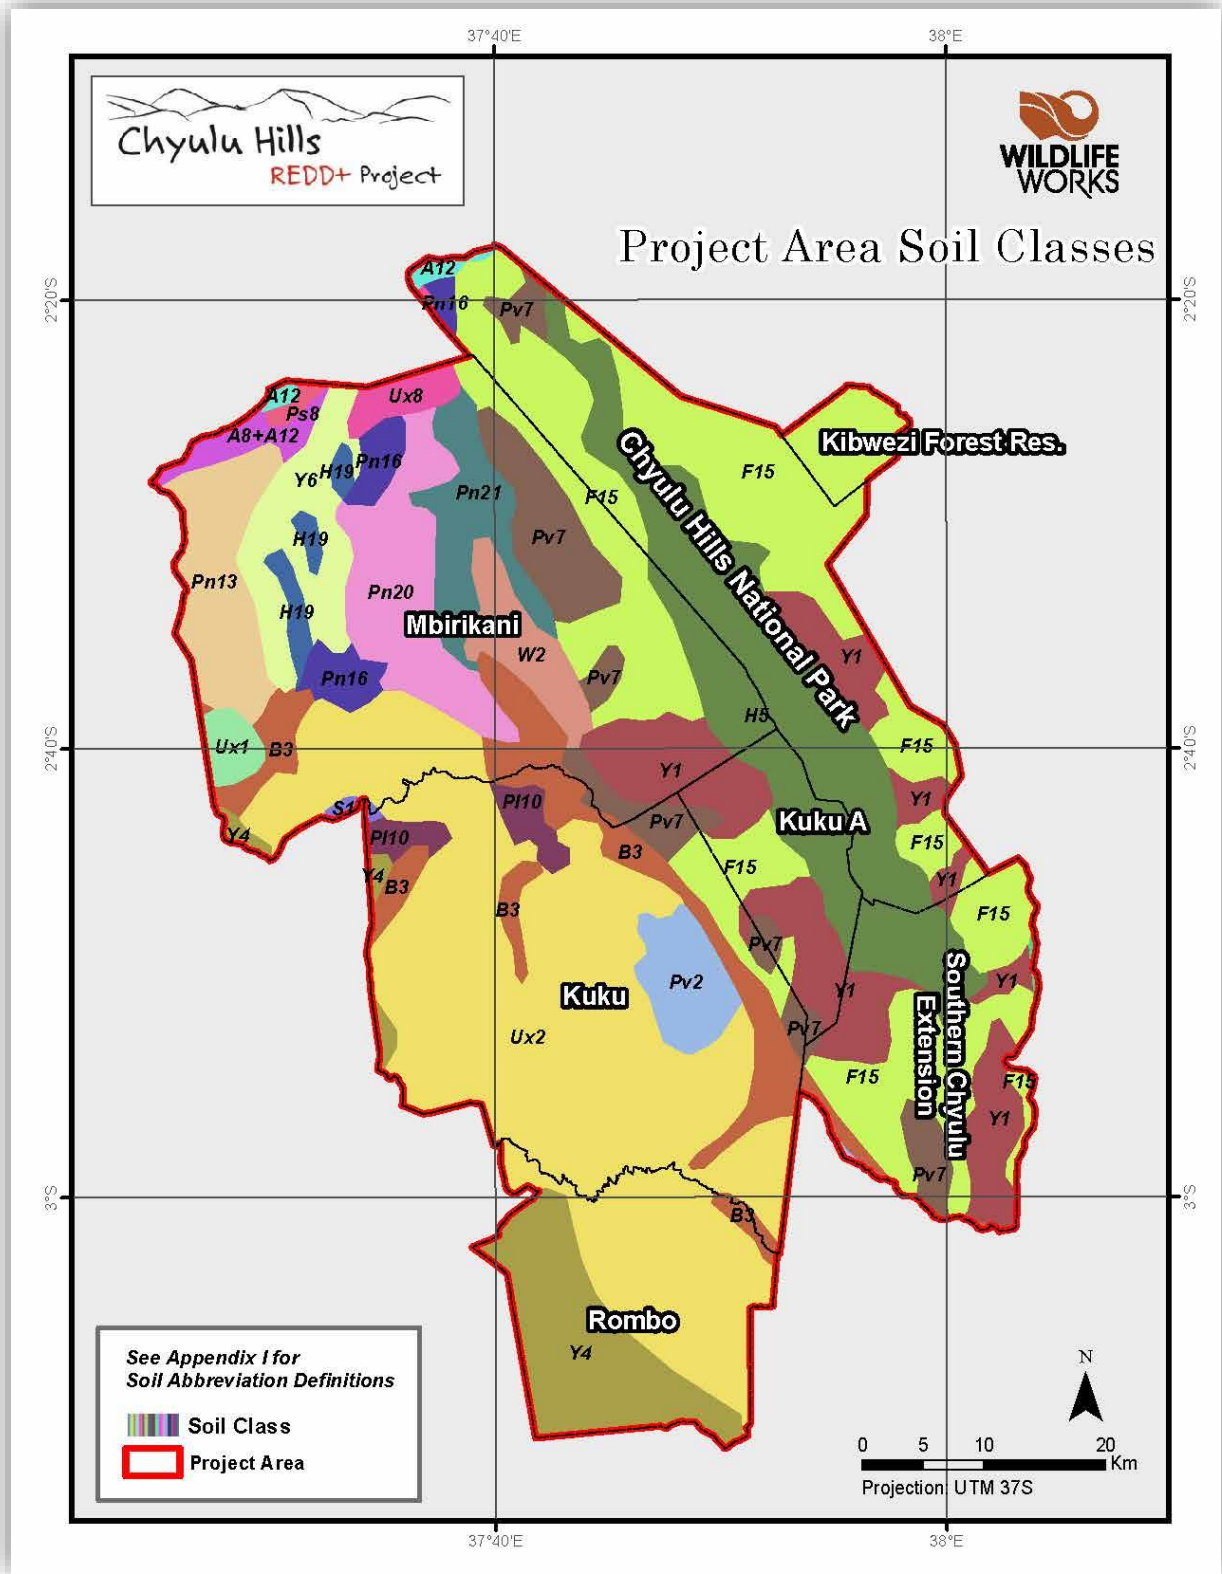 37°40'E
38°E
Chyulu Hills
REDD+ Project
WILDLIFE
WORKS
Project Area Soil Classes
A12
2°20'S
2°20'S
Pn16
Pv7
A12
Ux8
Ps8
A8+A12
Kibwezi Forest Res.
Y6
H19
Pn16
F15
Pn21
F15
Chyulu Hills National Park
H19
Pv7
Pn13
Pn20
H19
Mbirikani
W2
Y1
Pn16
Pv7
H5
2°40'S
Ux1
B3
F15
2°40'S
Y1
Pl10
Y1
S1
Pv7
Kuku A
Y4
Pl10
F15
B3
F15
Y4
B3
Y1
B3
F15
Pv7
Southern Chyulu
Extension
Pv2
Y1
Y1
Kuku
Pv7
Ux2
F15
F15
Y1
Pv7
3°S
3°S
B3
Rombo
Y4
See Appendix I for
Soil Abbreviation Definitions
Soil Class
Project Area
N
0 5 10 20
Km
Projection: UTM 37S
37°40'E
38°E